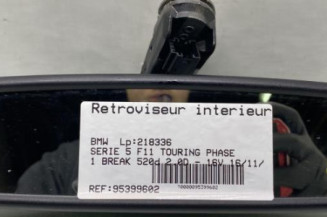 Retroviseur interieur
BMW Lp:218336
SERIE 5 F11 TOURING PHASE
1 BREAK 520d 2.0D - 16V 16/11/
REF:95399602